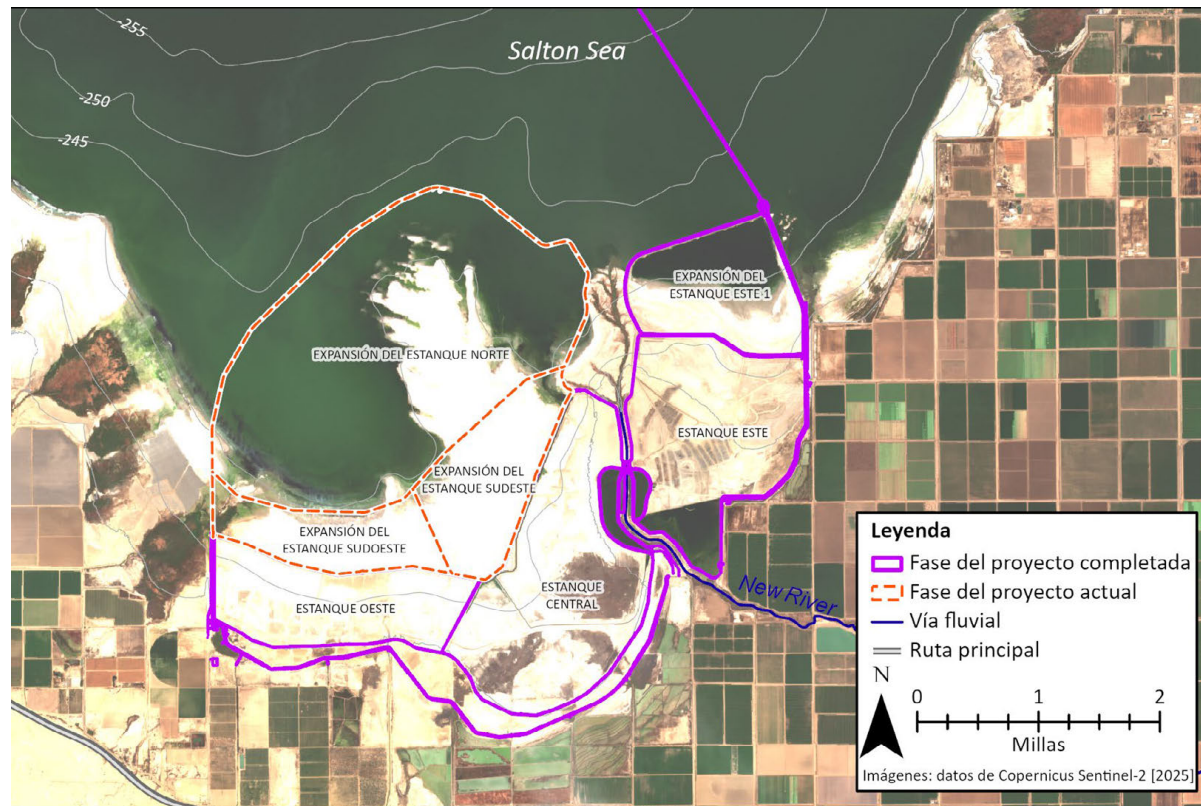 -255
Salton Sea
-250
-245
EXPANSIÓN DEL
ESTANQUE ESTE 1
EXPANSIÓN DEL ESTANQUE NORTE
ESTANQUE ESTE
EXPANSIÓN DEL
ESTANQUE SUDESTE
EXPANSIÓN DEL
ESTANQUE SUDOESTE
ESTANQUE OESTE
ESTANQUE
CENTRAL
New River
Leyenda
Fase del proyecto completada
Fase del proyecto actual
Vía fluvial
Ruta principal
N
0 1 2
Millas
Imágenes: datos de Copernicus Sentinel-2 [2025]